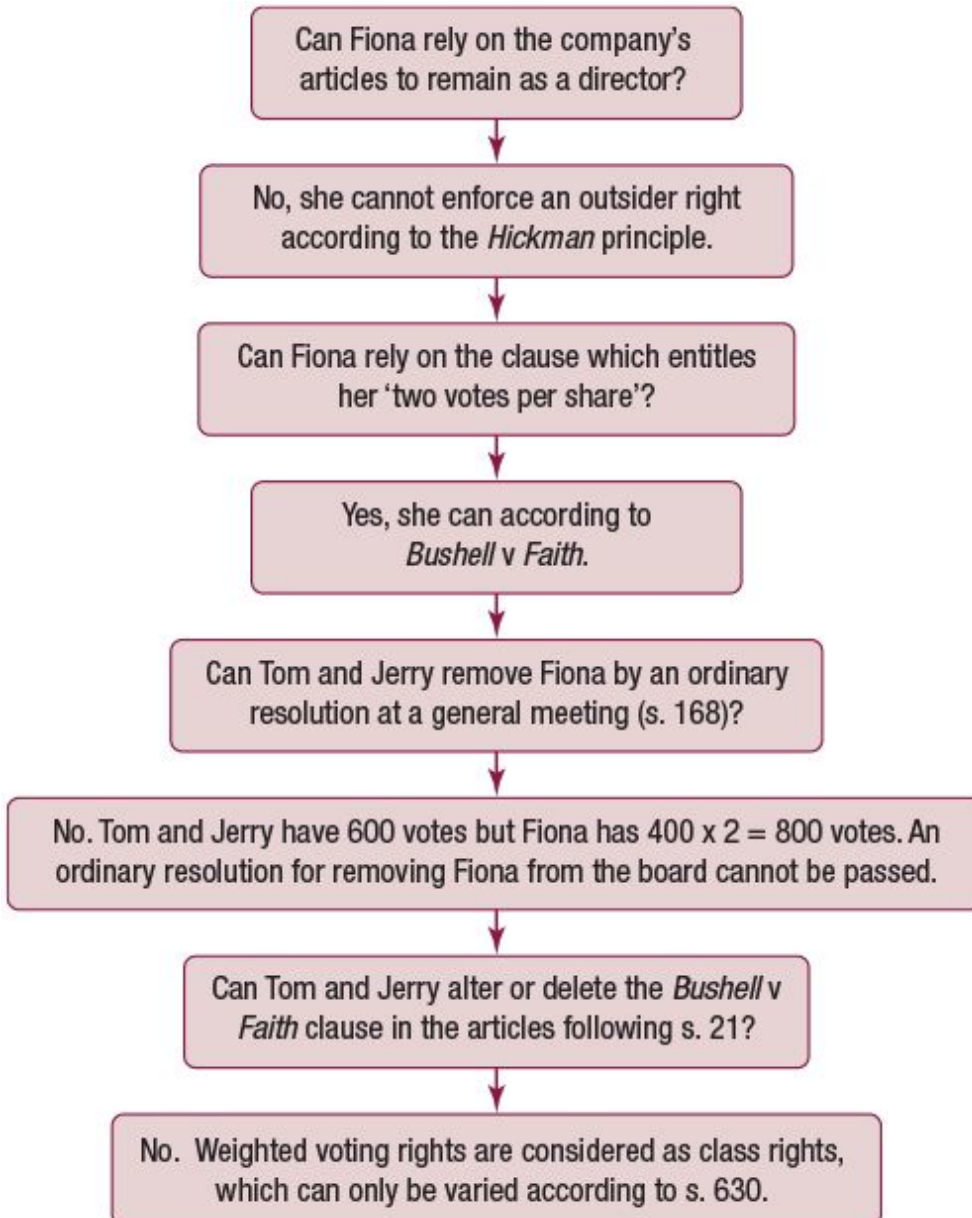 Can Fiona rely on the company's
articles to remain as a director?
No, she cannot enforce an outsider right
according to the Hickman principle.
Can Fiona rely on the clause which entitles
her ‘two votes per share’?
Yes, she can according to
Bushell v Faith.
Can Tom and Jerry remove Fiona by an ordinary
resolution at a general meeting (s. 168)?
No. Tom and Jerry have 600 votes but Fiona has 400 x 2 = 800 votes. An
ordinary resolution for removing Fiona from the board cannot be passed.
Can Tom and Jerry alter or delete the Bushell v
Faith clause in the articles following s. 21?
No. Weighted voting rights are considered as class rights,
which can only be varied according to s. 630.